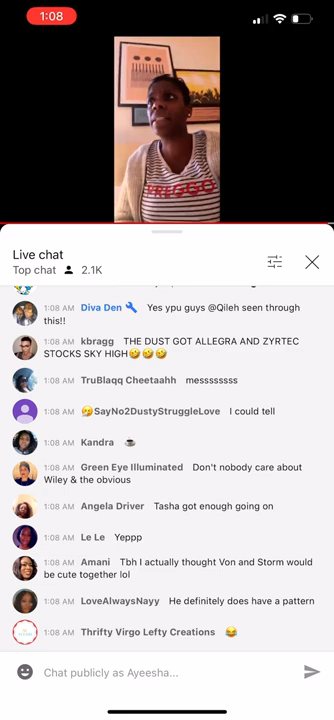 1:08
PREGGO
Live chat
Top chat 2.1K
1:08 AM Diva Den Yes ypu guys @Qileh seen through
this!!
1:08 AM kbragg THE DUST GOT ALLEGRA AND ZYRTEC
STOCKS SKY HIGH🤣🤣🤣
1:08 AM TruBlaqq Cheetaahh messsssssss
1:08 AM 🤧SayNo2DustyStruggleLove I could tell
1:08 AM Kandra ☕
1:08 AM Green Eye Illuminated Don't nobody care about
Wiley & the obvious
1:08 AM Angela Driver Tasha got enough going on
1:08 AM Le Le Yeppp
1:08 AM Amani Tbh I actually thought Von and Storm would
be cute together lol
1:08 AM LoveAlwaysNayy He definitely does have a pattern
1:08 AM Thrifty Virgo Lefty Creations 😂
Chat publicly as Ayeesha...